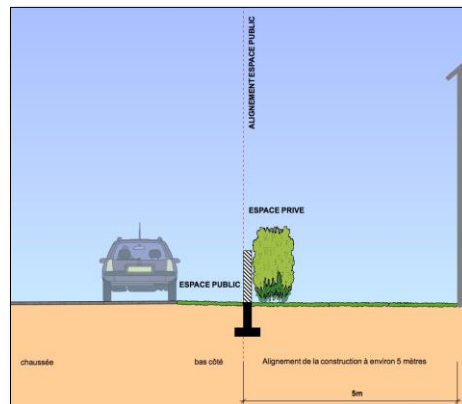 ALIGNEMENT ESPACE PUBLIC
ESPACE PRIVE
ESPACE PUBLIC
chaussée
bas côté
Alignement de la construction à environ 5 mètres
5m